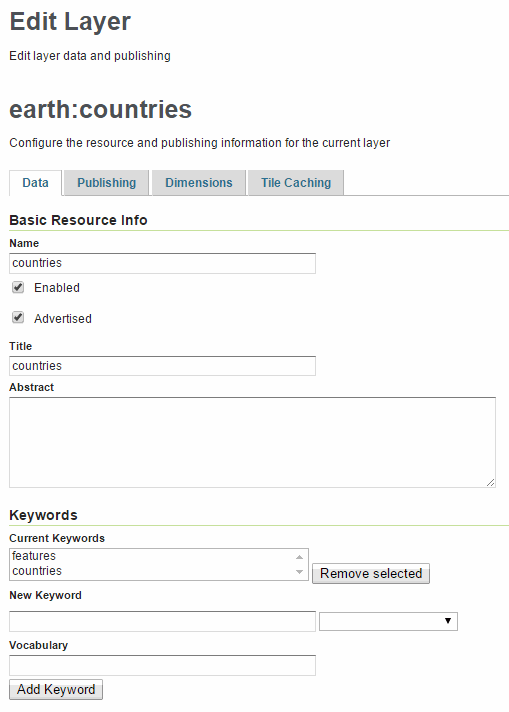 Edit Layer
Edit layer data and publishing
earth:countries
Configure the resource and publishing information for the current layer
Data Publishing Dimensions Tile Caching
Basic Resource Info
Name
countries
Enabled
Advertised
Title
countries
Abstract
Keywords
Current Keywords
features
countries
Remove selected
New Keyword
Vocabulary
Add Keyword